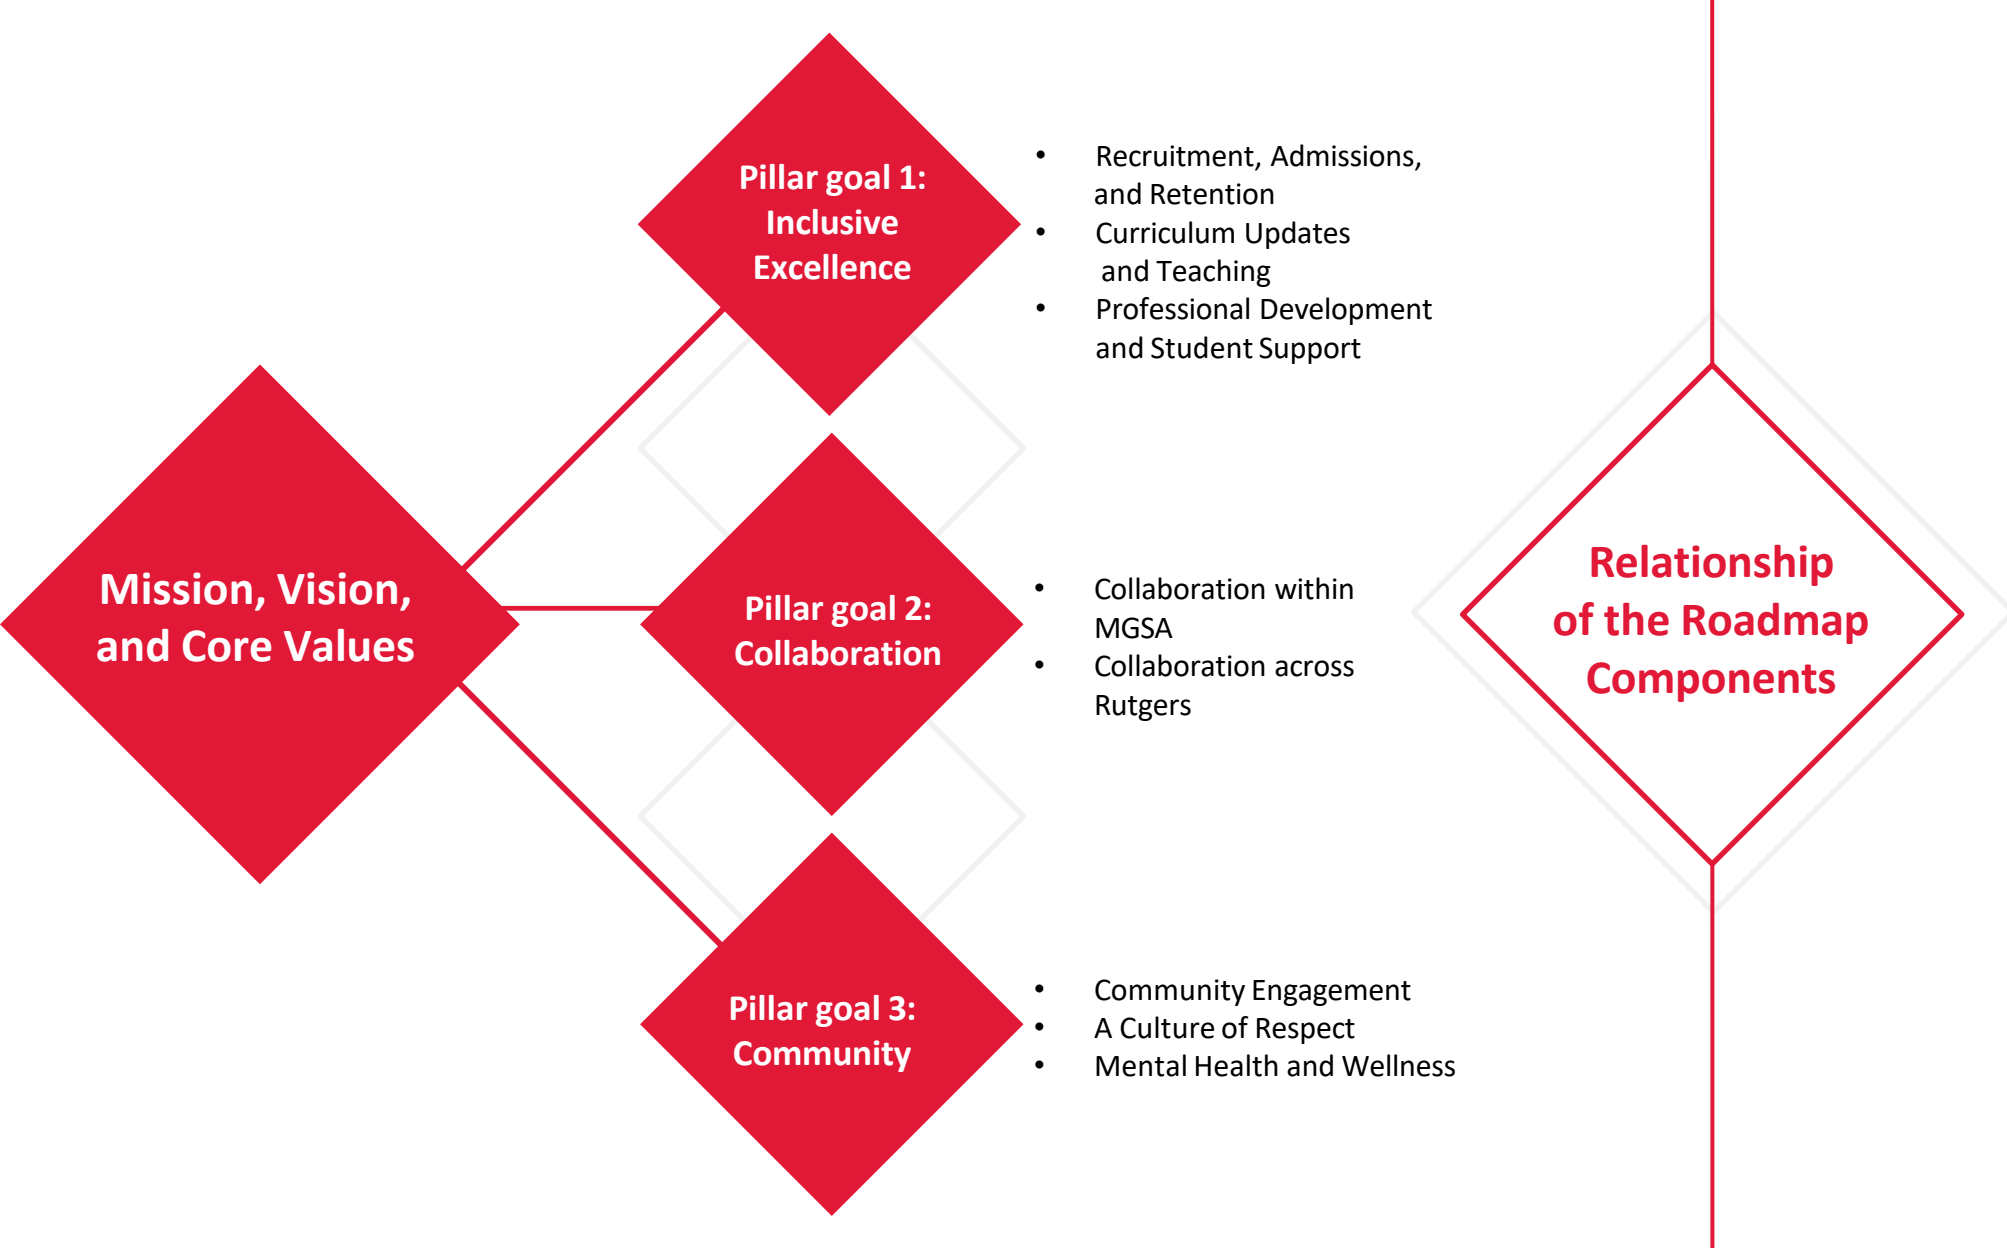 Mission, Vision,
and Core Values
Pillar goal 1:
Inclusive
Excellence
• Recruitment, Admissions,
and Retention
• Curriculum Updates
and Teaching
• Professional Development
and Student Support
Pillar goal 2:
Collaboration
• Collaboration within
MGSA
• Collaboration across
Rutgers
Pillar goal 3:
Community
• Community Engagement
• A Culture of Respect
• Mental Health and Wellness
Relationship
of the Roadmap
Components